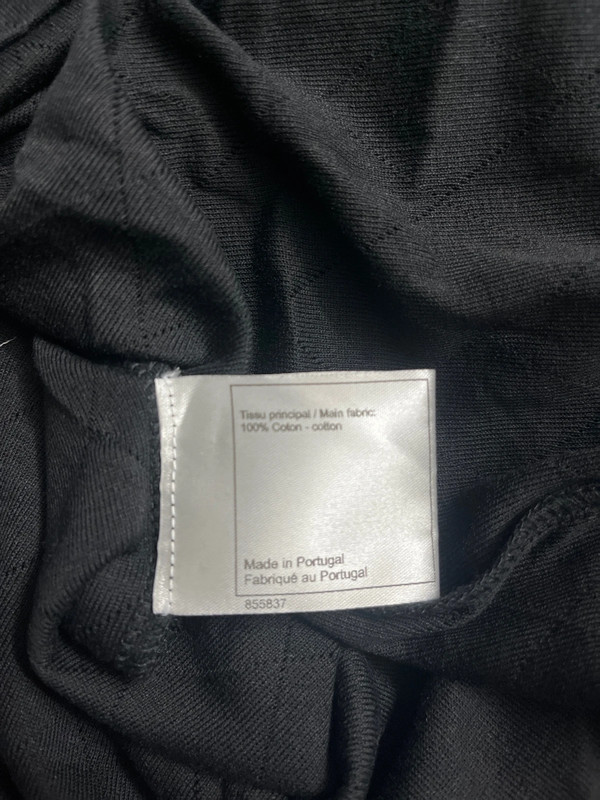 Tissu principal / Main fabric:
100% Coton - cotton
Made in Portugal
Fabriqué au Portugal
855837